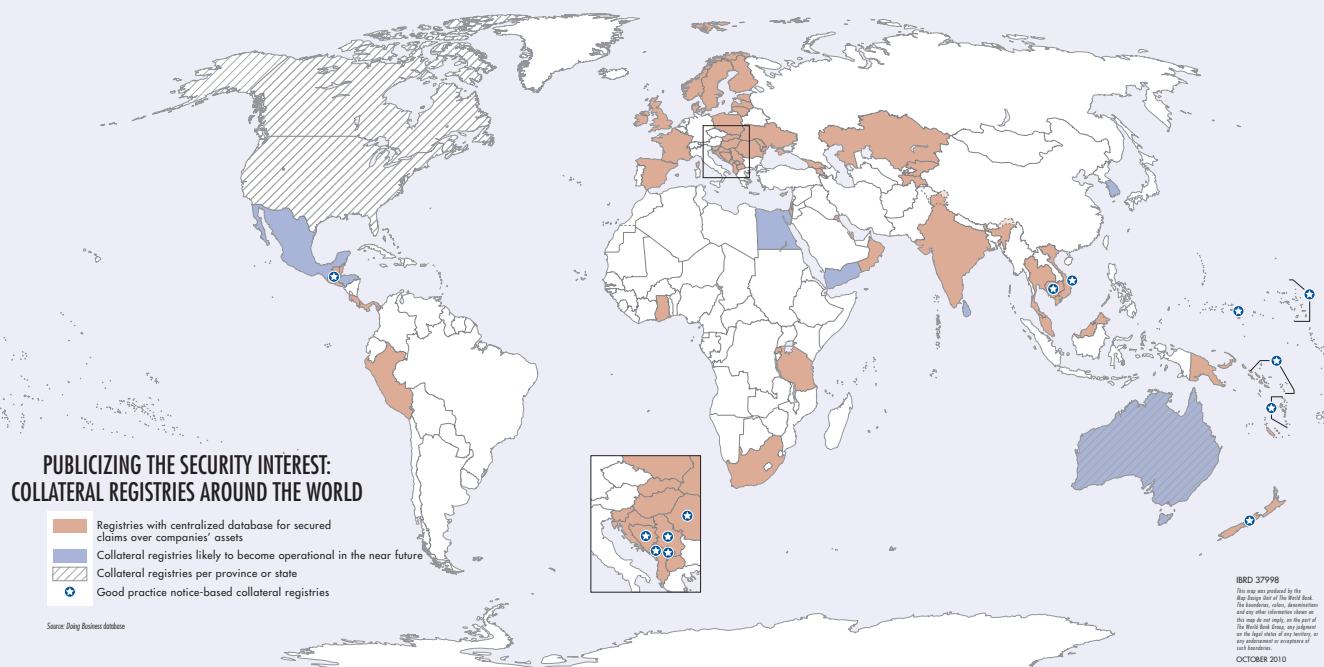 PUBLICIZING THE SECURITY INTEREST:
COLLATERAL REGISTRIES AROUND THE WORLD
Registries with centralized database for secured
claims over companies' assets
Collateral registries likely to become operational in the near future
Collateral registries per province or state
Good practice notice-based collateral registries
Source: Doing Business database
IBRD 37998
This map was produced by the
Map Design Unit of The World Bank.
The boundaries, colors, denominations
and any other information shown on
this map do not imply, on the part of
The World Bank Group, any judgment
on the legal status of any territory, or
any endorsement or acceptance of
such boundaries.
OCTOBER 2010